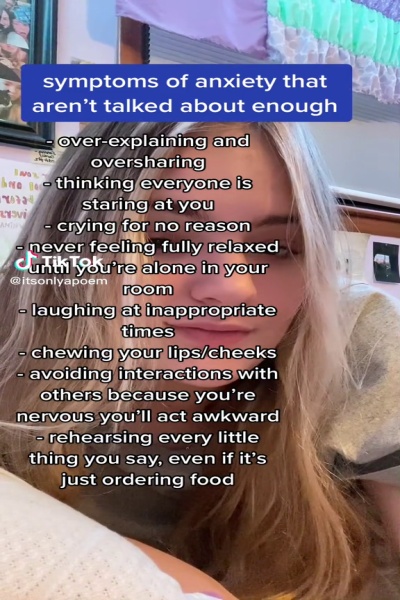 symptoms of anxiety that
aren't talked about enough
- over-explaining and
oversharing
- thinking everyone is
staring at you
- crying for no reason
- never feeling fully relaxed
until you're alone in your
room
TikTok
@itsonlyapoem
- laughing at inappropriate
times
- chewing your lips/cheeks
- avoiding interactions with
others because you're
nervous you'll act awkward
- rehearsing every little
thing you say, even if it's
just ordering food